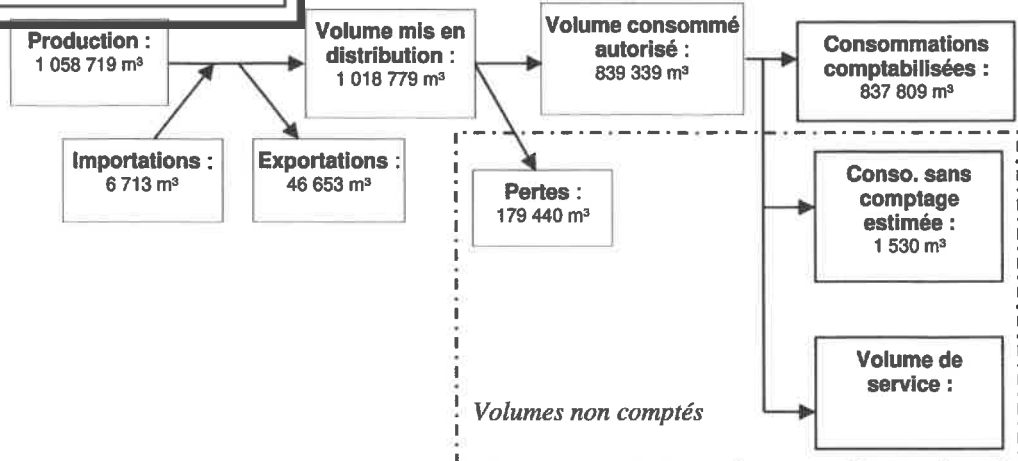 Production :
1 058 719 m³
Volume mis en
distribution :
1 018 779 m³
Volume consommé
autorisé :
839 339 m³
Consommations
comptabilisées :
837 809 m³
Importations :
6 713 m³
Exportations :
46 653 m³
Pertes :
179 440 m³
Conso. sans
comptage
estimée :
1 530 m³
Volume de
service :
Volumes non comptés